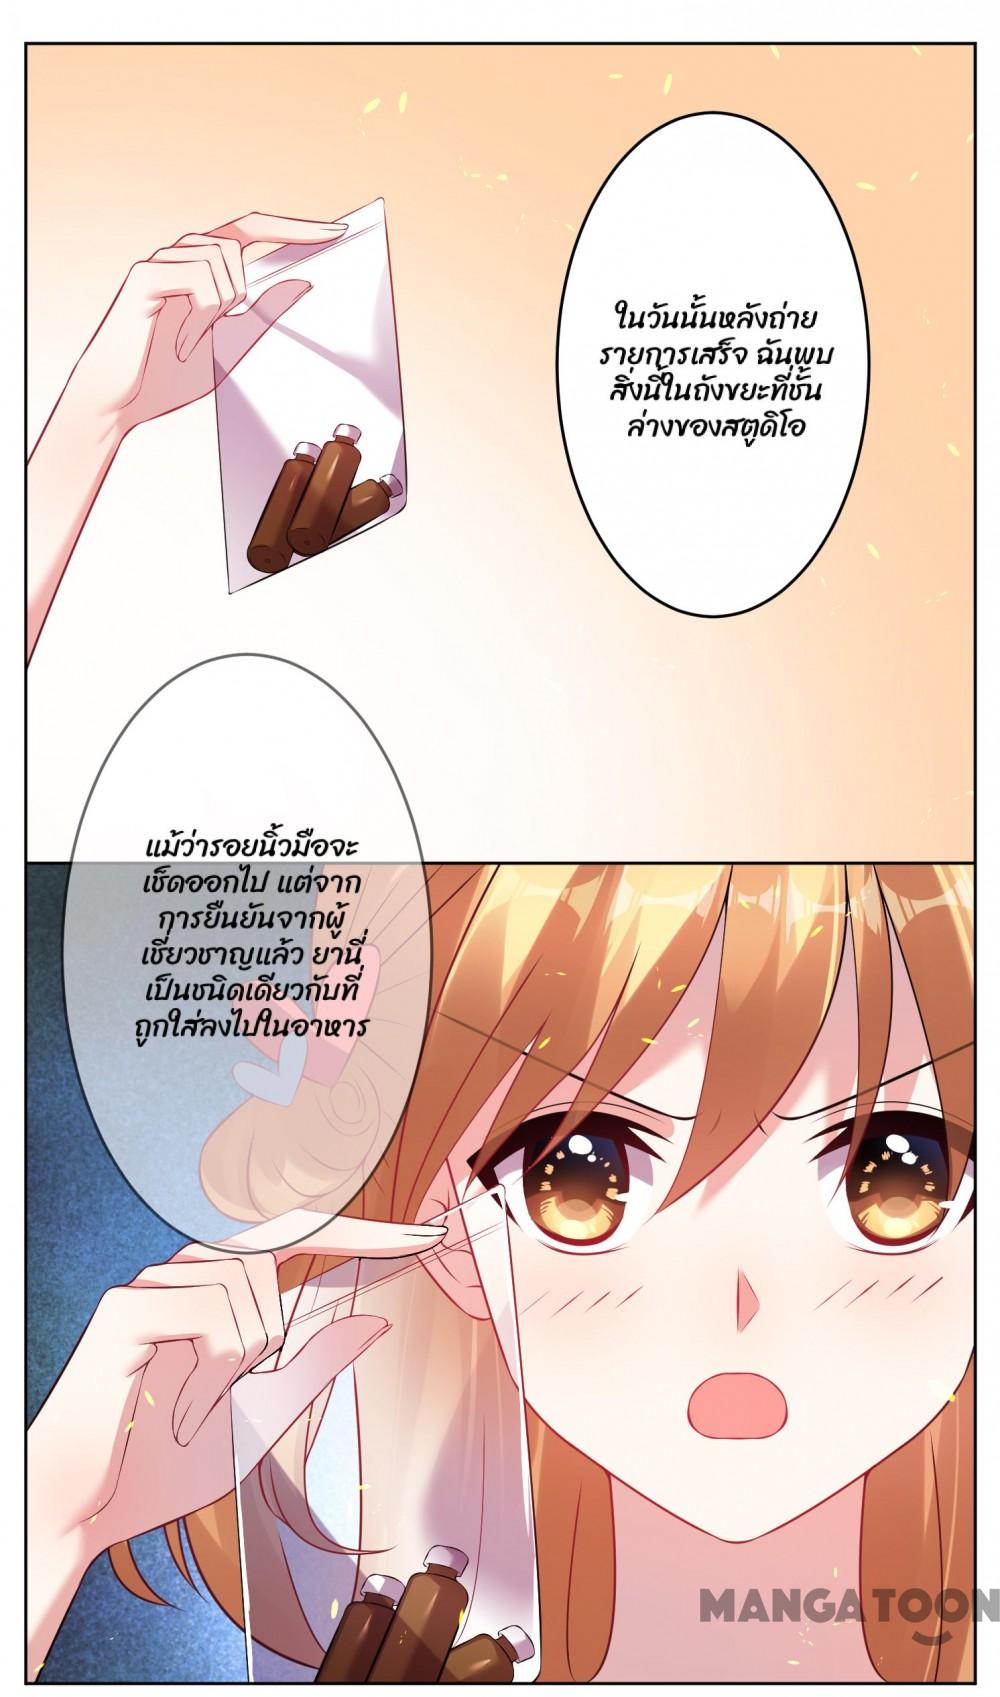 ในวันนั้นหลังถ่าย
รายการเสร็จ ฉันพบ
สิ่งนี้ในถังขยะที่ชั้น
ล่างของสตูดิโอ
แม้ว่ารอยนิ้วมือจะ
เช็ดออกไป แต่จาก
การยืนยันจากผู้
เชี่ยวชาญแล้ว ยานี่
เป็นชนิดเดียวกับที่
ถูกใส่ลงไปในอาหาร
MANGATOON